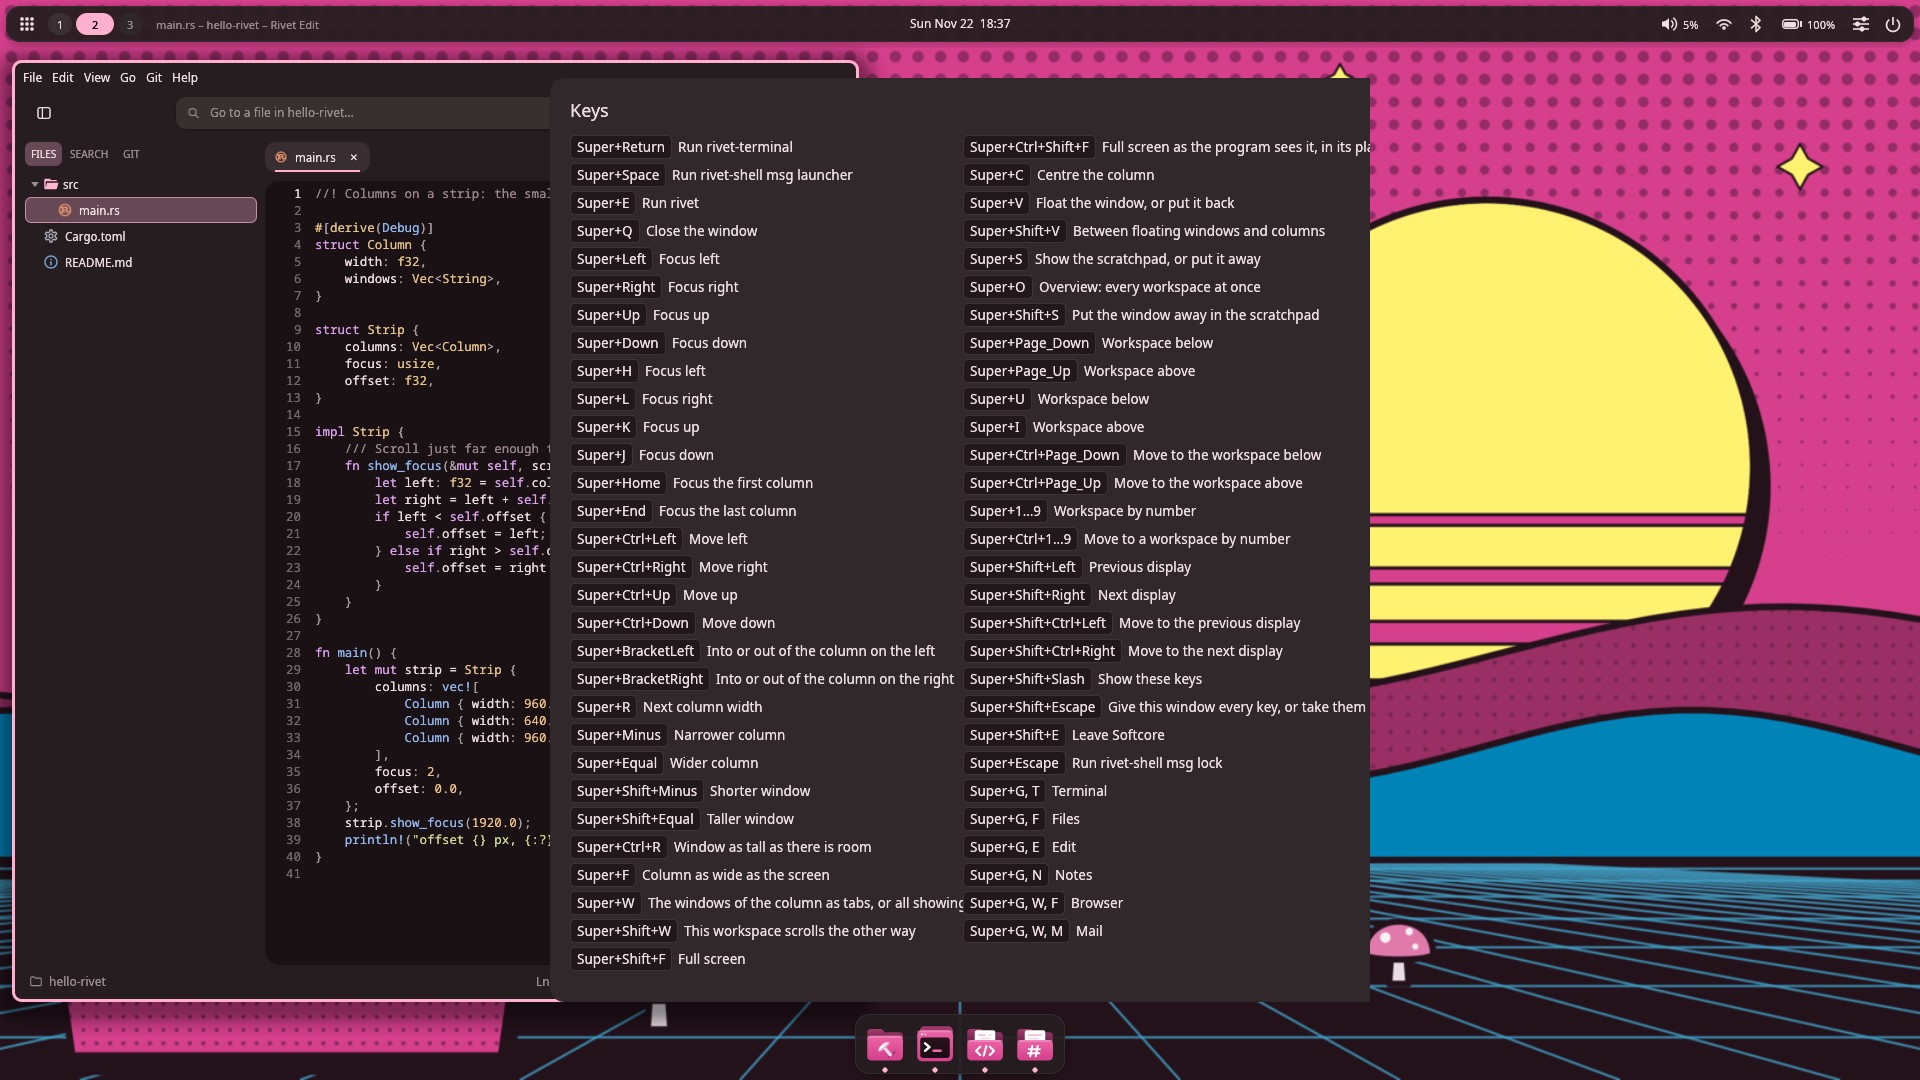 1 2 3 main.rs – hello-rivet – Rivet Edit
Sun Nov 22 18:37
5% 100%
File Edit View Go Git Help
Go to a file in hello-rivet...
FILES SEARCH GIT
src
main.rs
Cargo.toml
README.md
main.rs ×
1 //! Columns on a strip: the smal
2
3 #[derive(Debug)]
4 struct Column {
5 width: f32,
6 windows: Vec<String>,
7 }
8
9 struct Strip {
10 columns: Vec<Column>,
11 focus: usize,
12 offset: f32,
13 }
14
15 impl Strip {
16 /// Scroll just far enough t
17 fn show_focus(&mut self, scr
18 let left: f32 = self.col
19 let right = left + self.
20 if left < self.offset {
21 self.offset = left;
22 } else if right > self.o
23 self.offset = right
24 }
25 }
26 }
27
28 fn main() {
29 let mut strip = Strip {
30 columns: vec![
31 Column { width: 960.
32 Column { width: 640.
33 Column { width: 960.
34 ],
35 focus: 2,
36 offset: 0.0,
37 };
38 strip.show_focus(1920.0);
39 println!("offset {} px, {:?}
40 }
41
hello-rivet
Ln
Keys
Super+Return Run rivet-terminal
Super+Space Run rivet-shell msg launcher
Super+E Run rivet
Super+Q Close the window
Super+Left Focus left
Super+Right Focus right
Super+Up Focus up
Super+Down Focus down
Super+H Focus left
Super+L Focus right
Super+K Focus up
Super+J Focus down
Super+Home Focus the first column
Super+End Focus the last column
Super+Ctrl+Left Move left
Super+Ctrl+Right Move right
Super+Ctrl+Up Move up
Super+Ctrl+Down Move down
Super+BracketLeft Into or out of the column on the left
Super+BracketRight Into or out of the column on the right
Super+R Next column width
Super+Minus Narrower column
Super+Equal Wider column
Super+Shift+Minus Shorter window
Super+Shift+Equal Taller window
Super+Ctrl+R Window as tall as there is room
Super+F Column as wide as the screen
Super+W The windows of the column as tabs, or all showing
Super+Shift+W This workspace scrolls the other way
Super+Shift+F Full screen
Super+Ctrl+Shift+F Full screen as the program sees it, in its pla
Super+C Centre the column
Super+V Float the window, or put it back
Super+Shift+V Between floating windows and columns
Super+S Show the scratchpad, or put it away
Super+O Overview: every workspace at once
Super+Shift+S Put the window away in the scratchpad
Super+Page_Down Workspace below
Super+Page_Up Workspace above
Super+U Workspace below
Super+I Workspace above
Super+Ctrl+Page_Down Move to the workspace below
Super+Ctrl+Page_Up Move to the workspace above
Super+1...9 Workspace by number
Super+Ctrl+1...9 Move to a workspace by number
Super+Shift+Left Previous display
Super+Shift+Right Next display
Super+Shift+Ctrl+Left Move to the previous display
Super+Shift+Ctrl+Right Move to the next display
Super+Shift+Slash Show these keys
Super+Shift+Escape Give this window every key, or take them
Super+Shift+E Leave Softcore
Super+Escape Run rivet-shell msg lock
Super+G, T Terminal
Super+G, F Files
Super+G, E Edit
Super+G, N Notes
Super+G, W, F Browser
Super+G, W, M Mail